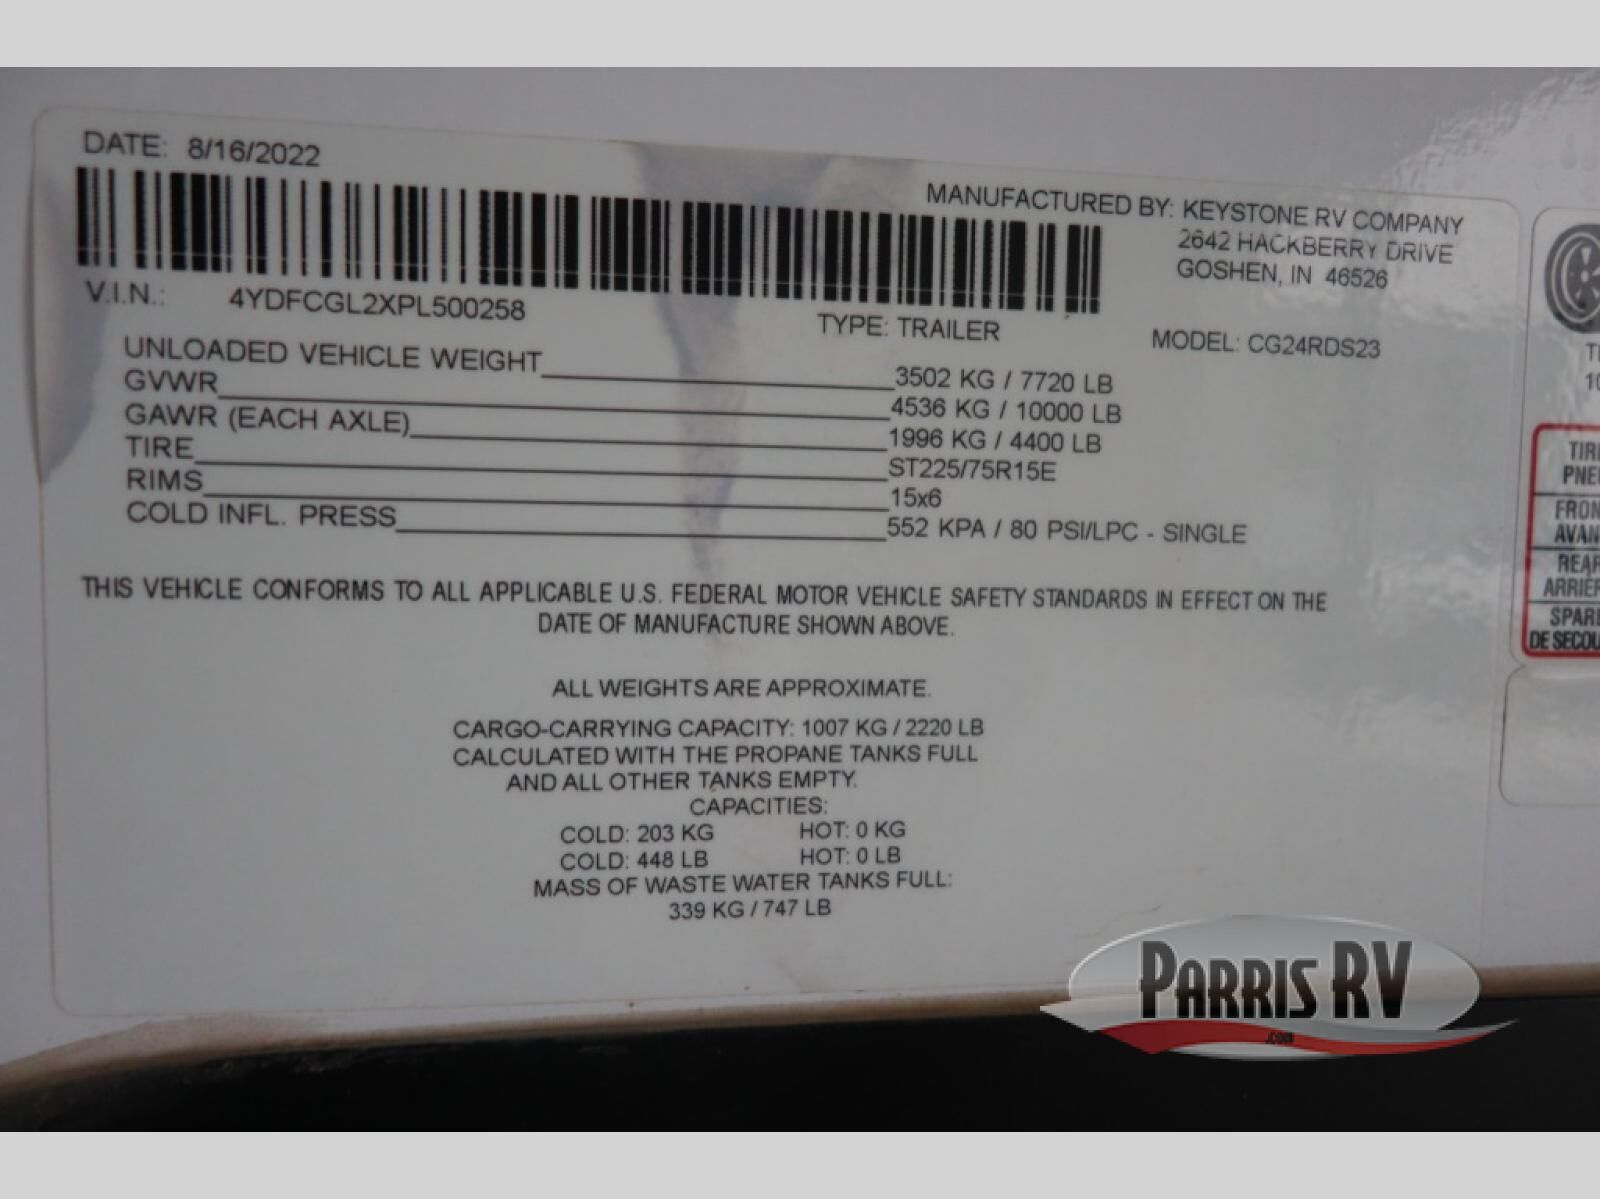 DATE: 8/16/2022
MANUFACTURED BY: KEYSTONE RV COMPANY
2642 HACKBERRY DRIVE
GOSHEN, IN 46526
V.I.N.: 4YDFCGL2XPL500258
TYPE: TRAILER
MODEL: CG24RDS23
UNLOADED VEHICLE WEIGHT 3502 KG / 7720 LB
GVWR 4536 KG / 10000 LB
GAWR (EACH AXLE) 1996 KG / 4400 LB
TIRE ST225/75R15E
RIMS 15x6
COLD INFL. PRESS 552 KPA / 80 PSI/LPC - SINGLE
THIS VEHICLE CONFORMS TO ALL APPLICABLE U.S. FEDERAL MOTOR VEHICLE SAFETY STANDARDS IN EFFECT ON THE
DATE OF MANUFACTURE SHOWN ABOVE.
ALL WEIGHTS ARE APPROXIMATE.
CARGO-CARRYING CAPACITY: 1007 KG / 2220 LB
CALCULATED WITH THE PROPANE TANKS FULL
AND ALL OTHER TANKS EMPTY.
CAPACITIES:
COLD: 203 KG HOT: 0 KG
COLD: 448 LB HOT: 0 LB
MASS OF WASTE WATER TANKS FULL:
339 KG / 747 LB
REAR
PARRIS RV
.COM